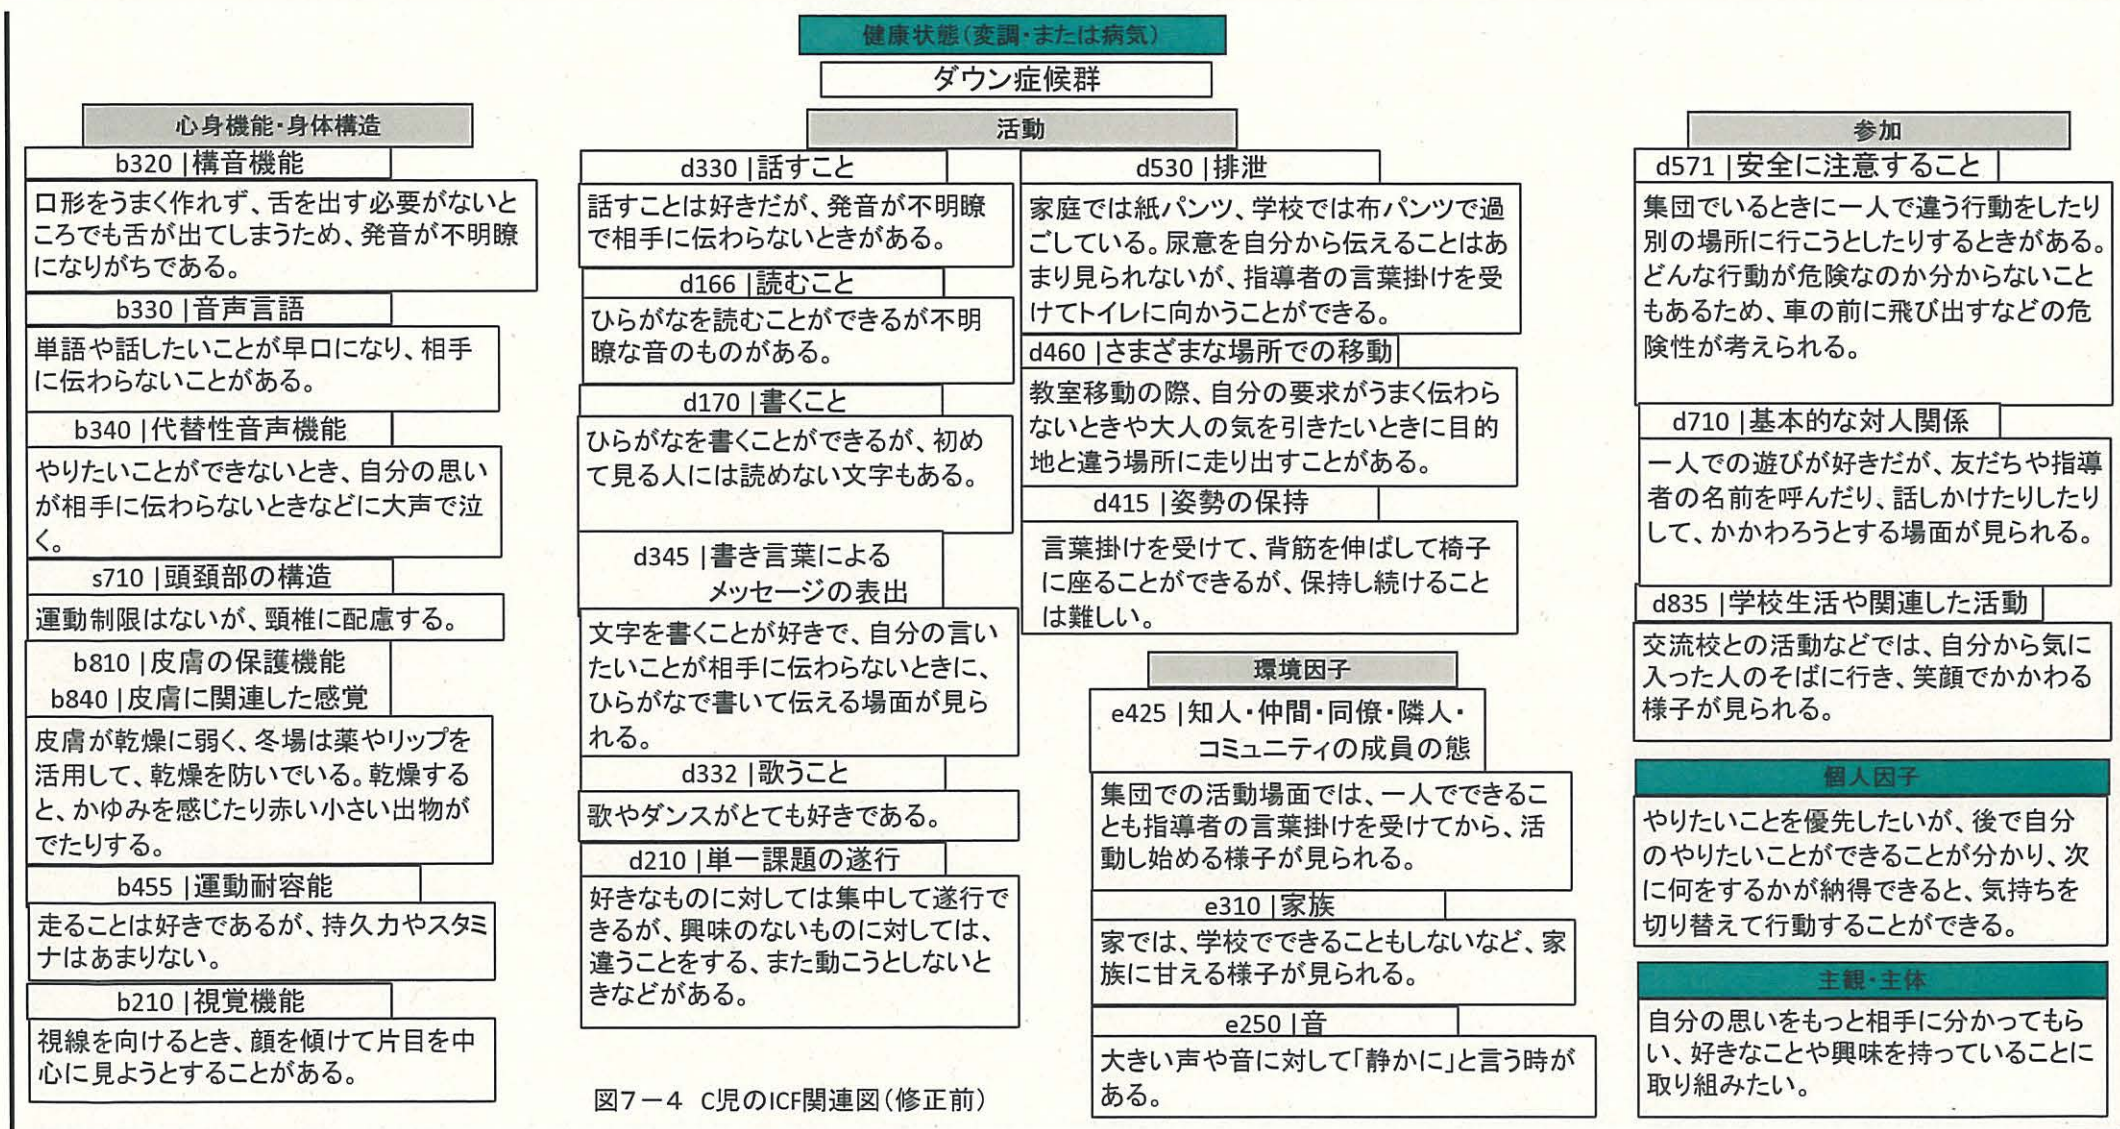 健康状態(変調・または病気)
ダウン症候群
心身機能・身体構造
b320 |構音機能
口形をうまく作れず、舌を出す必要がないと
ころでも舌が出てしまうため、発音が不明瞭
になりがちである。
b330 |音声言語
単語や話したいことが早口になり、相手
に伝わらないことがある。
b340 |代替性音声機能
やりたいことができないとき、自分の思い
が相手に伝わらないときなどに大声で泣
く。
s710 |頭頚部の構造
運動制限はないが、頸椎に配慮する。
b810 |皮膚の保護機能
b840 |皮膚に関連した感覚
皮膚が乾燥に弱く、冬場は薬やリップを
活用して、乾燥を防いでいる。乾燥する
と、かゆみを感じたり赤い小さい出物が
でたりする。
b455 |運動耐容能
走ることは好きであるが、持久力やスタミ
ナはあまりない。
b210 |視覚機能
視線を向けるとき、顔を傾けて片目を中
心に見ようとすることがある。
活動
d330 |話すこと
話すことは好きだが、発音が不明瞭
で相手に伝わらないときがある。
d166 |読むこと
ひらがなを読むことができるが不明
瞭な音のものがある。
d170 |書くこと
ひらがなを書くことができるが、初め
て見る人には読めない文字もある。
d345 |書き言葉による
メッセージの表出
文字を書くことが好きで、自分の言い
たいことが相手に伝わらないときに、
ひらがなで書いて伝える場面が見ら
れる。
d332 |歌うこと
歌やダンスがとても好きである。
d210 |単一課題の遂行
好きなものに対しては集中して遂行で
きるが、興味のないものに対しては、
違うことをする、また動こうとしないと
きなどがある。
d530 |排泄
家庭では紙パンツ、学校では布パンツで過
ごしている。尿意を自分から伝えることはあ
まり見られないが、指導者の言葉掛けを受
けてトイレに向かうことができる。
d460 |さまざまな場所での移動
教室移動の際、自分の要求がうまく伝わら
ないときや大人の気を引きたいときに目的
地と違う場所に走り出すことがある。
d415 |姿勢の保持
言葉掛けを受けて、背筋を伸ばして椅子
に座ることができるが、保持し続けること
は難しい。
環境因子
e425 |知人・仲間・同僚・隣人・
コミュニティの成員の態
集団での活動場面では、一人でできるこ
とも指導者の言葉掛けを受けてから、活
動し始める様子が見られる。
e310 |家族
家では、学校でできることもしないなど、家
族に甘える様子が見られる。
e250 |音
大きい声や音に対して「静かに」と言う時が
ある。
参加
d571 |安全に注意すること
集団でいるときに一人で違う行動をしたり
別の場所に行こうとしたりするときがある。
どんな行動が危険なのか分からないこと
もあるため、車の前に飛び出すなどの危
険性が考えられる。
d710 |基本的な対人関係
一人での遊びが好きだが、友だちや指導
者の名前を呼んだり、話しかけたりしたり
して、かかわろうとする場面が見られる。
d835 |学校生活や関連した活動
交流校との活動などでは、自分から気に
入った人のそばに行き、笑顔でかかわる
様子が見られる。
個人因子
やりたいことを優先したいが、後で自分
のやりたいことができることが分かり、次
に何をするかが納得できると、気持ちを
切り替えて行動することができる。
主観・主体
自分の思いをもっと相手に分かってもら
い、好きなことや興味を持っていることに
取り組みたい。
図7-4 C児のICF関連図(修正前)